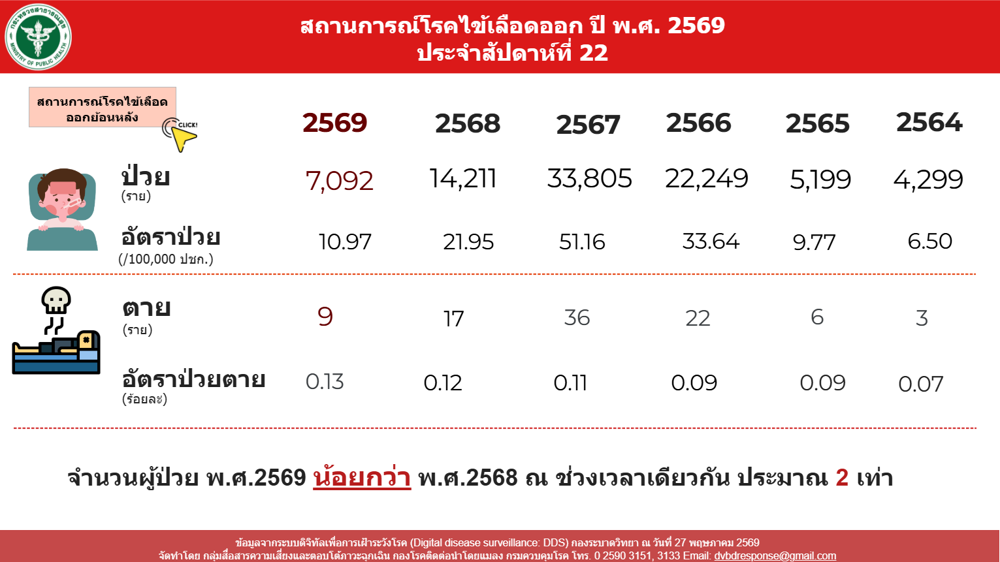 กระทรวงสาธารณสุข
MINISTRY OF PUBLIC HEALTH
สถานการณ์โรคไข้เลือดออก ปี พ.ศ. 2569
ประจำสัปดาห์ที่ 22
สถานการณ์โรคไข้เลือด
ออกย้อนหลัง
CLICK!
2569 2568 2567 2566 2565 2564
ป่วย 7,092 14,211 33,805 22,249 5,199 4,299
(ราย)
อัตราป่วย 10.97 21.95 51.16 33.64 9.77 6.50
(/100,000 ปชก.)
ตาย 9 17 36 22 6 3
(ราย)
อัตราป่วยตาย 0.13 0.12 0.11 0.09 0.09 0.07
(ร้อยละ)
จำนวนผู้ป่วย พ.ศ.2569 น้อยกว่า พ.ศ.2568 ณ ช่วงเวลาเดียวกัน ประมาณ 2 เท่า
ข้อมูลจากระบบดิจิทัลเพื่อการเฝ้าระวังโรค (Digital disease surveillance: DDS) กองระบาดวิทยา ณ วันที่ 27 พฤษภาคม 2569
จัดทำโดย กลุ่มสื่อสารความเสี่ยงและตอบโต้ภาวะฉุกเฉิน กองโรคติดต่อนำโดยแมลง กรมควบคุมโรค โทร. 0 2590 3151, 3133 Email: dvbdresponse@gmail.com